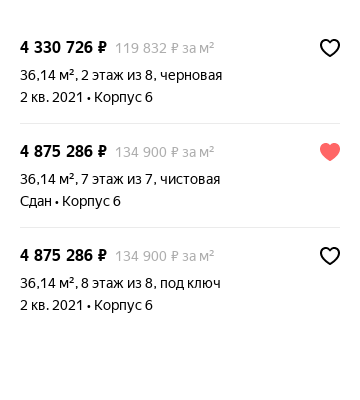 4 330 726 ₽ 119 832 ₽ за м²
36,14 м², 2 этаж из 8, черновая
2 кв. 2021 • Корпус 6
4 875 286 ₽ 134 900 ₽ за м²
36,14 м², 7 этаж из 7, чистовая
Сдан • Корпус 6
4 875 286 ₽ 134 900 ₽ за м²
36,14 м², 8 этаж из 8, под ключ
2 кв. 2021 • Корпус 6